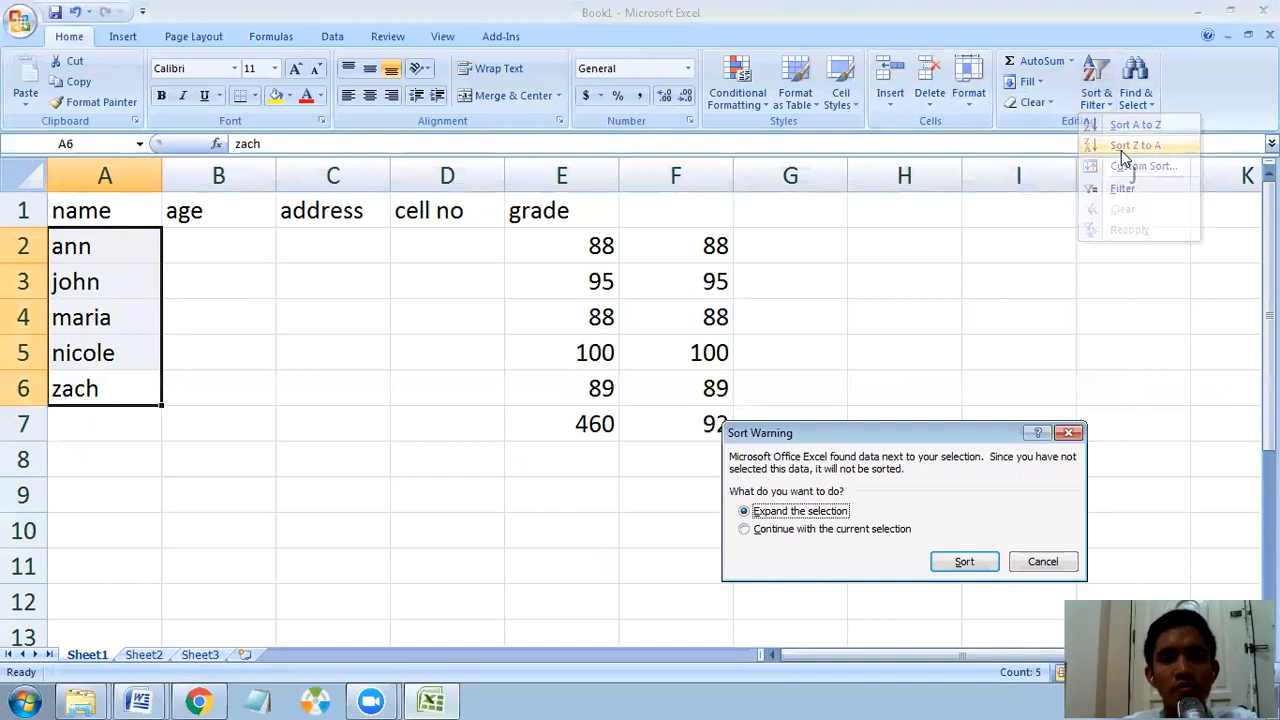 Book1 - Microsoft Excel
Home Insert Page Layout Formulas Data Review View Add-Ins
Paste
Cut
Copy
Format Painter
Clipboard
Calibri 11
B I U
Font
Wrap Text
Merge & Center
Alignment
General
$ % ,
Number
Conditional Formatting
Format as Table
Cell Styles
Styles
Insert Delete Format
Cells
AutoSum
Fill
Clear
Sort & Filter
Find & Select
Sort A to Z
Sort Z to A
Custom Sort...
Filter
Clear
Reapply
A6 fx zach
A B C D E F G H I J K
1 name age address cell no grade
2 ann 88 88
3 john 95 95
4 maria 88 88
5 nicole 100 100
6 zach 89 89
7 460 92
8
9
10
11
12
13
Sort Warning
Microsoft Office Excel found data next to your selection. Since you have not
selected this data, it will not be sorted.
What do you want to do?
Expand the selection
Continue with the current selection
Sort Cancel
Sheet1 Sheet2 Sheet3
Ready Count: 5